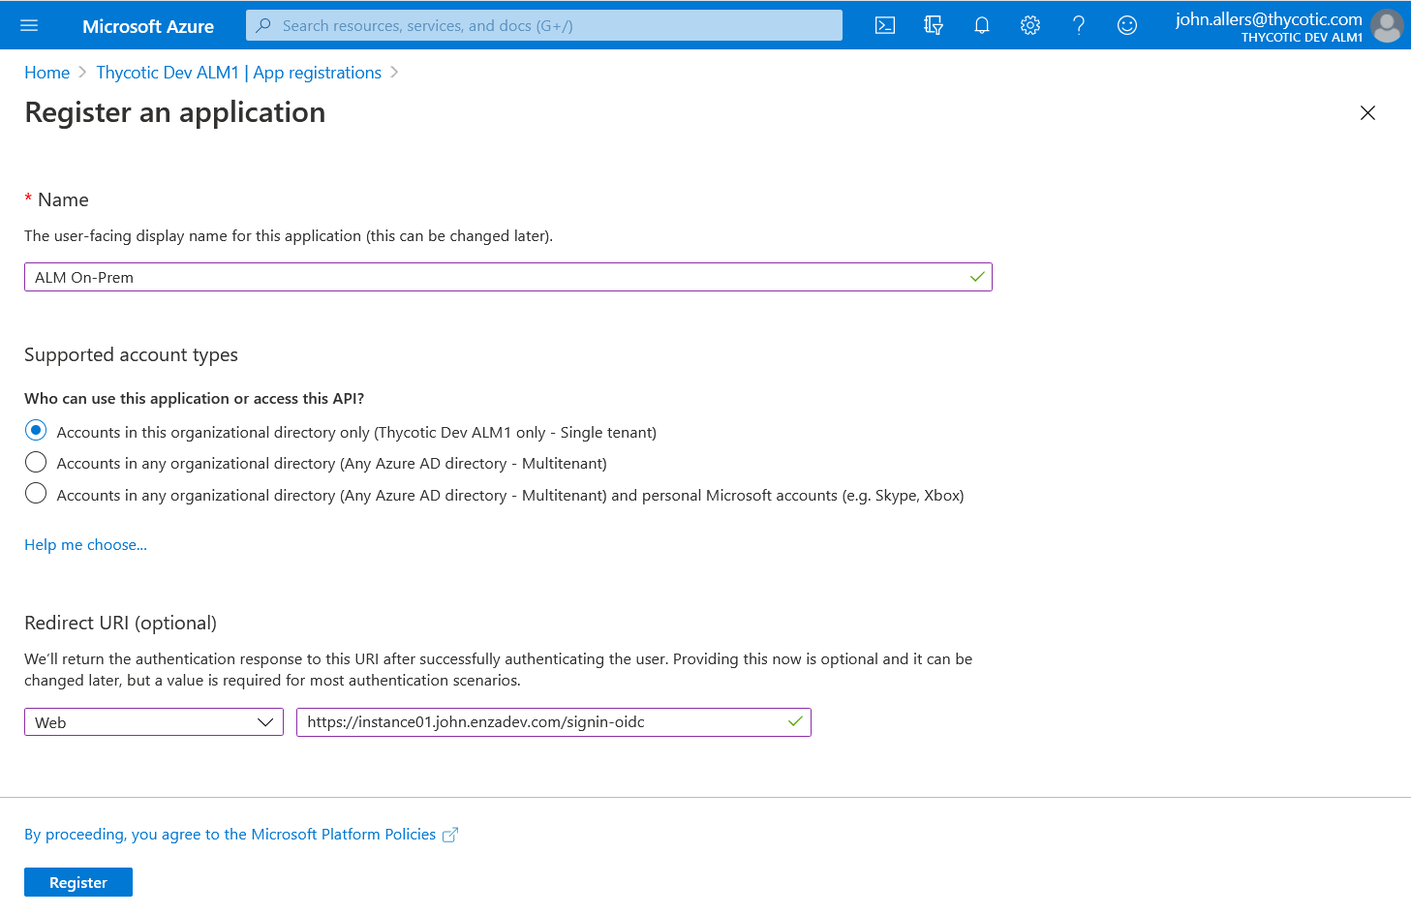 Microsoft Azure
Search resources, services, and docs (G+/)
john.allers@thycotic.com
THYCOTIC DEV ALM1
Home > Thycotic Dev ALM1 | App registrations >
Register an application
* Name
The user-facing display name for this application (this can be changed later).
ALM On-Prem
Supported account types
Who can use this application or access this API?
Accounts in this organizational directory only (Thycotic Dev ALM1 only - Single tenant)
Accounts in any organizational directory (Any Azure AD directory - Multitenant)
Accounts in any organizational directory (Any Azure AD directory - Multitenant) and personal Microsoft accounts (e.g. Skype, Xbox)
Help me choose...
Redirect URI (optional)
We'll return the authentication response to this URI after successfully authenticating the user. Providing this now is optional and it can be
changed later, but a value is required for most authentication scenarios.
Web
https://instance01.john.enzadev.com/signin-oidc
By proceeding, you agree to the Microsoft Platform Policies
Register